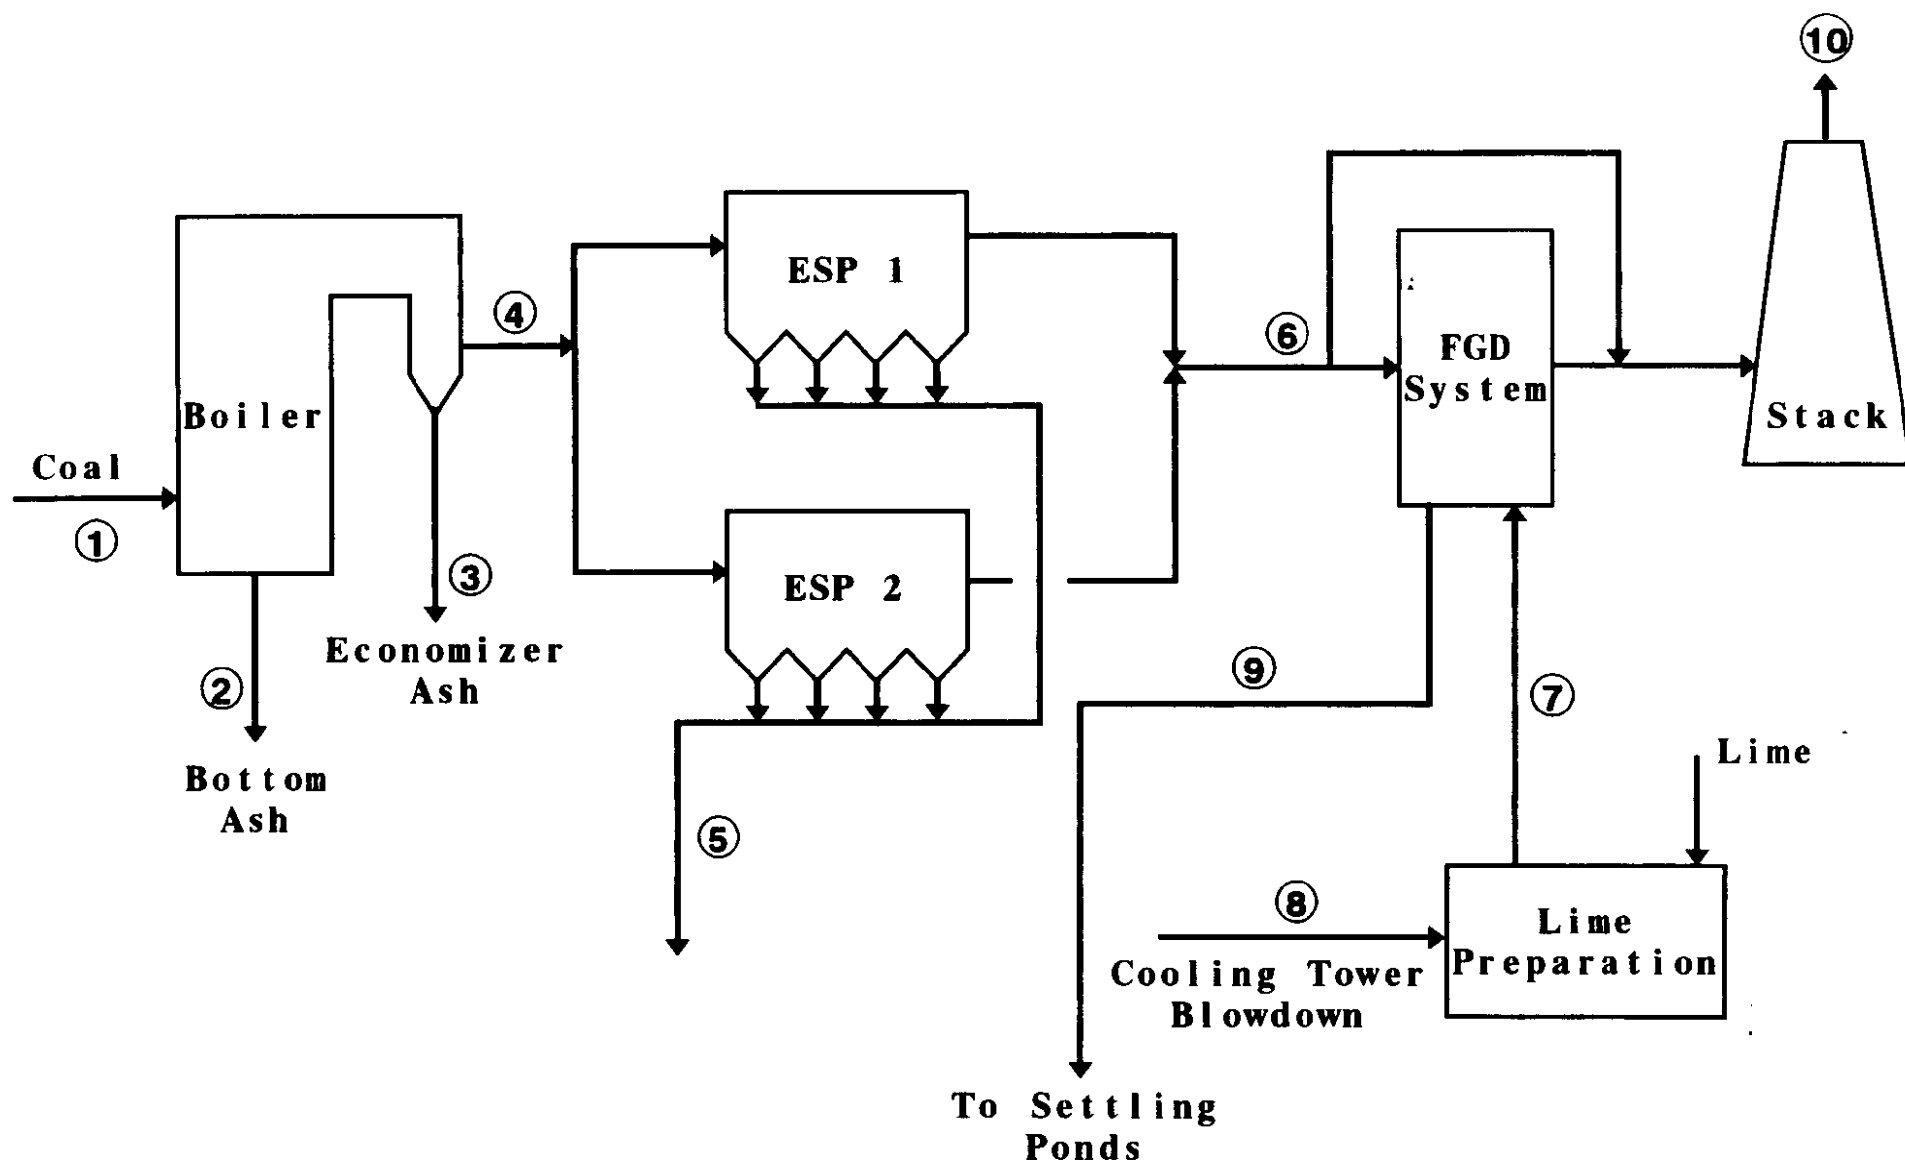 10
ESP 1
4
6
FGD
System
Boiler
Stack
Coal
1
3
ESP 2
Economizer
Ash
2
9
7
Bottom
Ash
Lime
5
8
Lime
Preparation
Cooling Tower
Blowdown
To Settling
Ponds